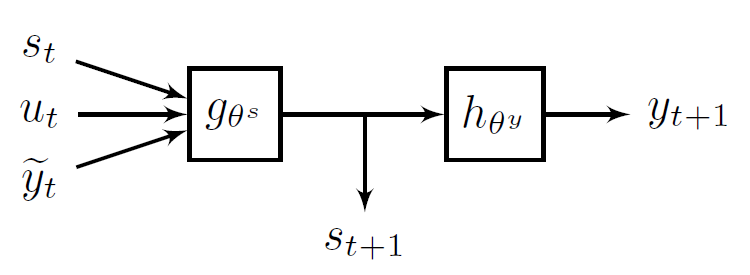 s_t
u_t
ỹ_t
g_{θ^s}
h_{θ^y}
y_{t+1}
s_{t+1}